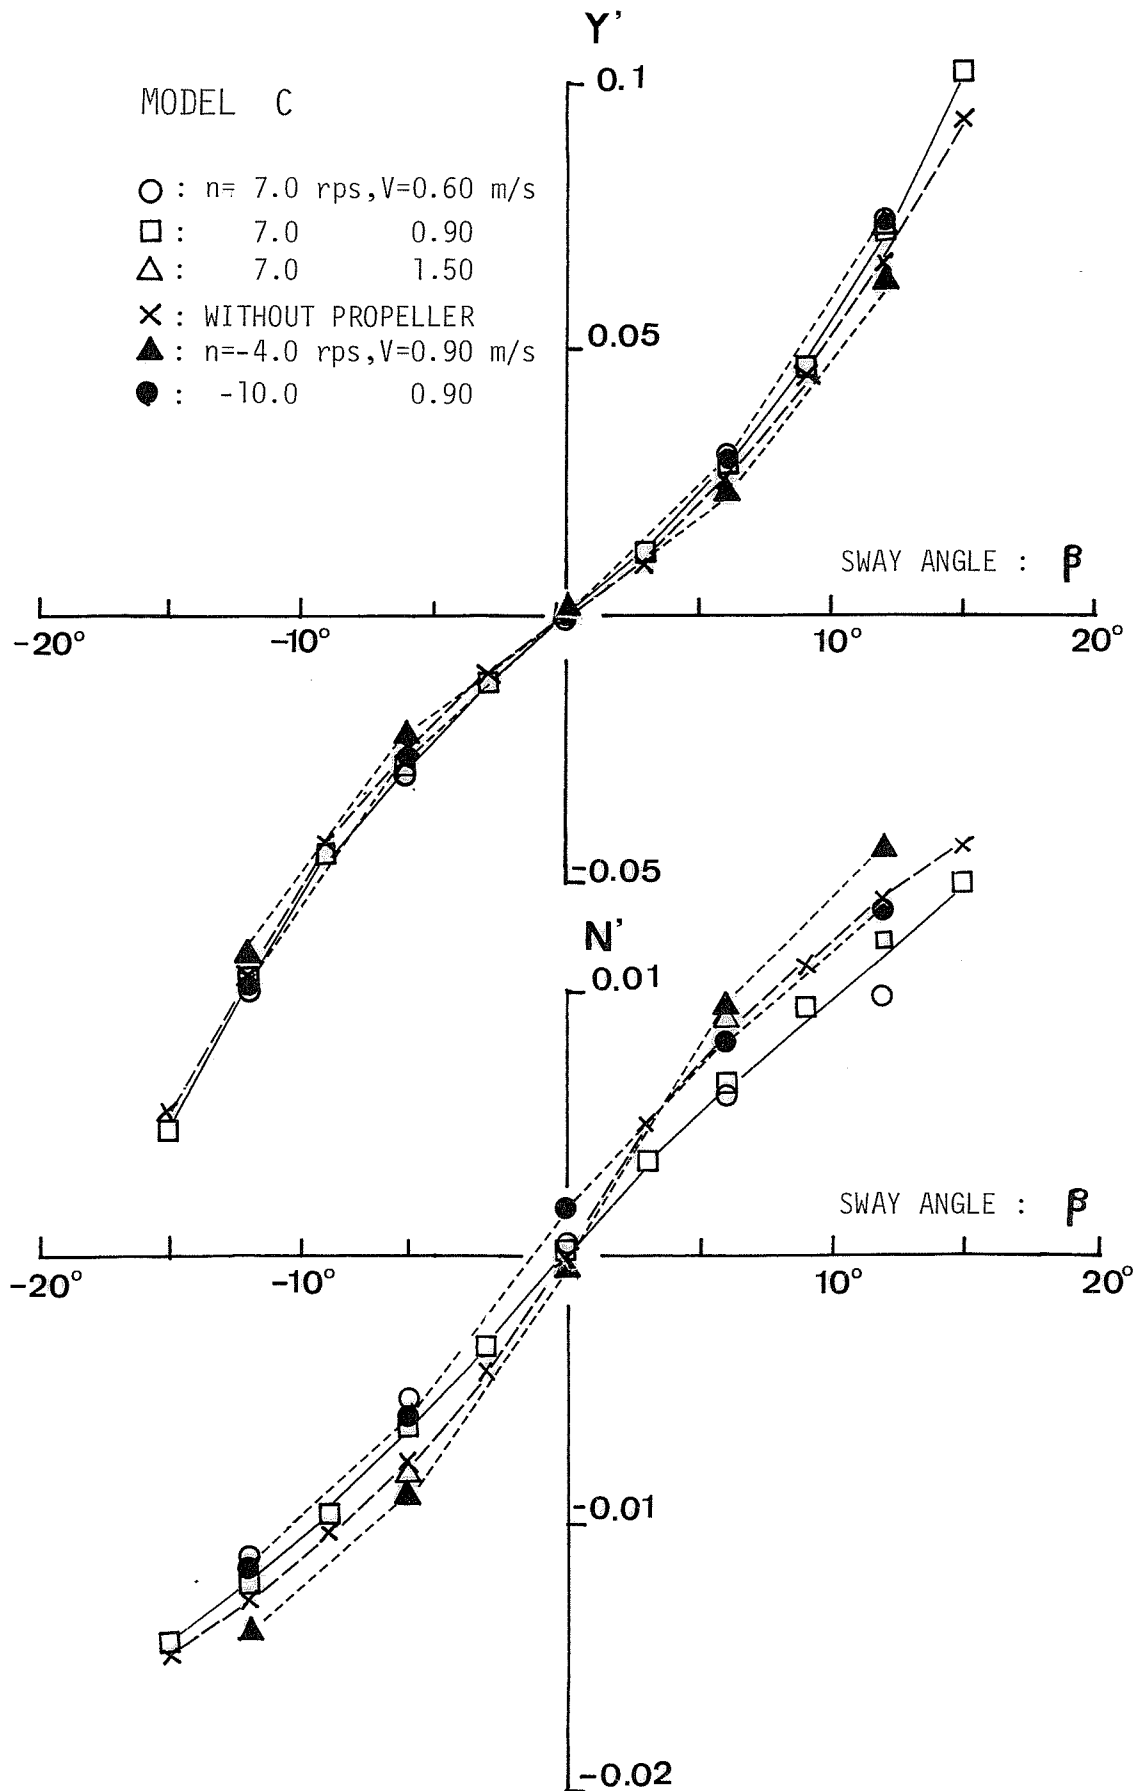 Y'
0.1
MODEL C
○ : n= 7.0 rps,V=0.60 m/s
□ : 7.0 0.90
△ : 7.0 1.50
× : WITHOUT PROPELLER
▲ : n=-4.0 rps,V=0.90 m/s
● : -10.0 0.90
0.05
SWAY ANGLE : β
-20° -10° 10° 20°
-0.05
N'
0.01
SWAY ANGLE : β
-20° -10° 10° 20°
-0.01
-0.02